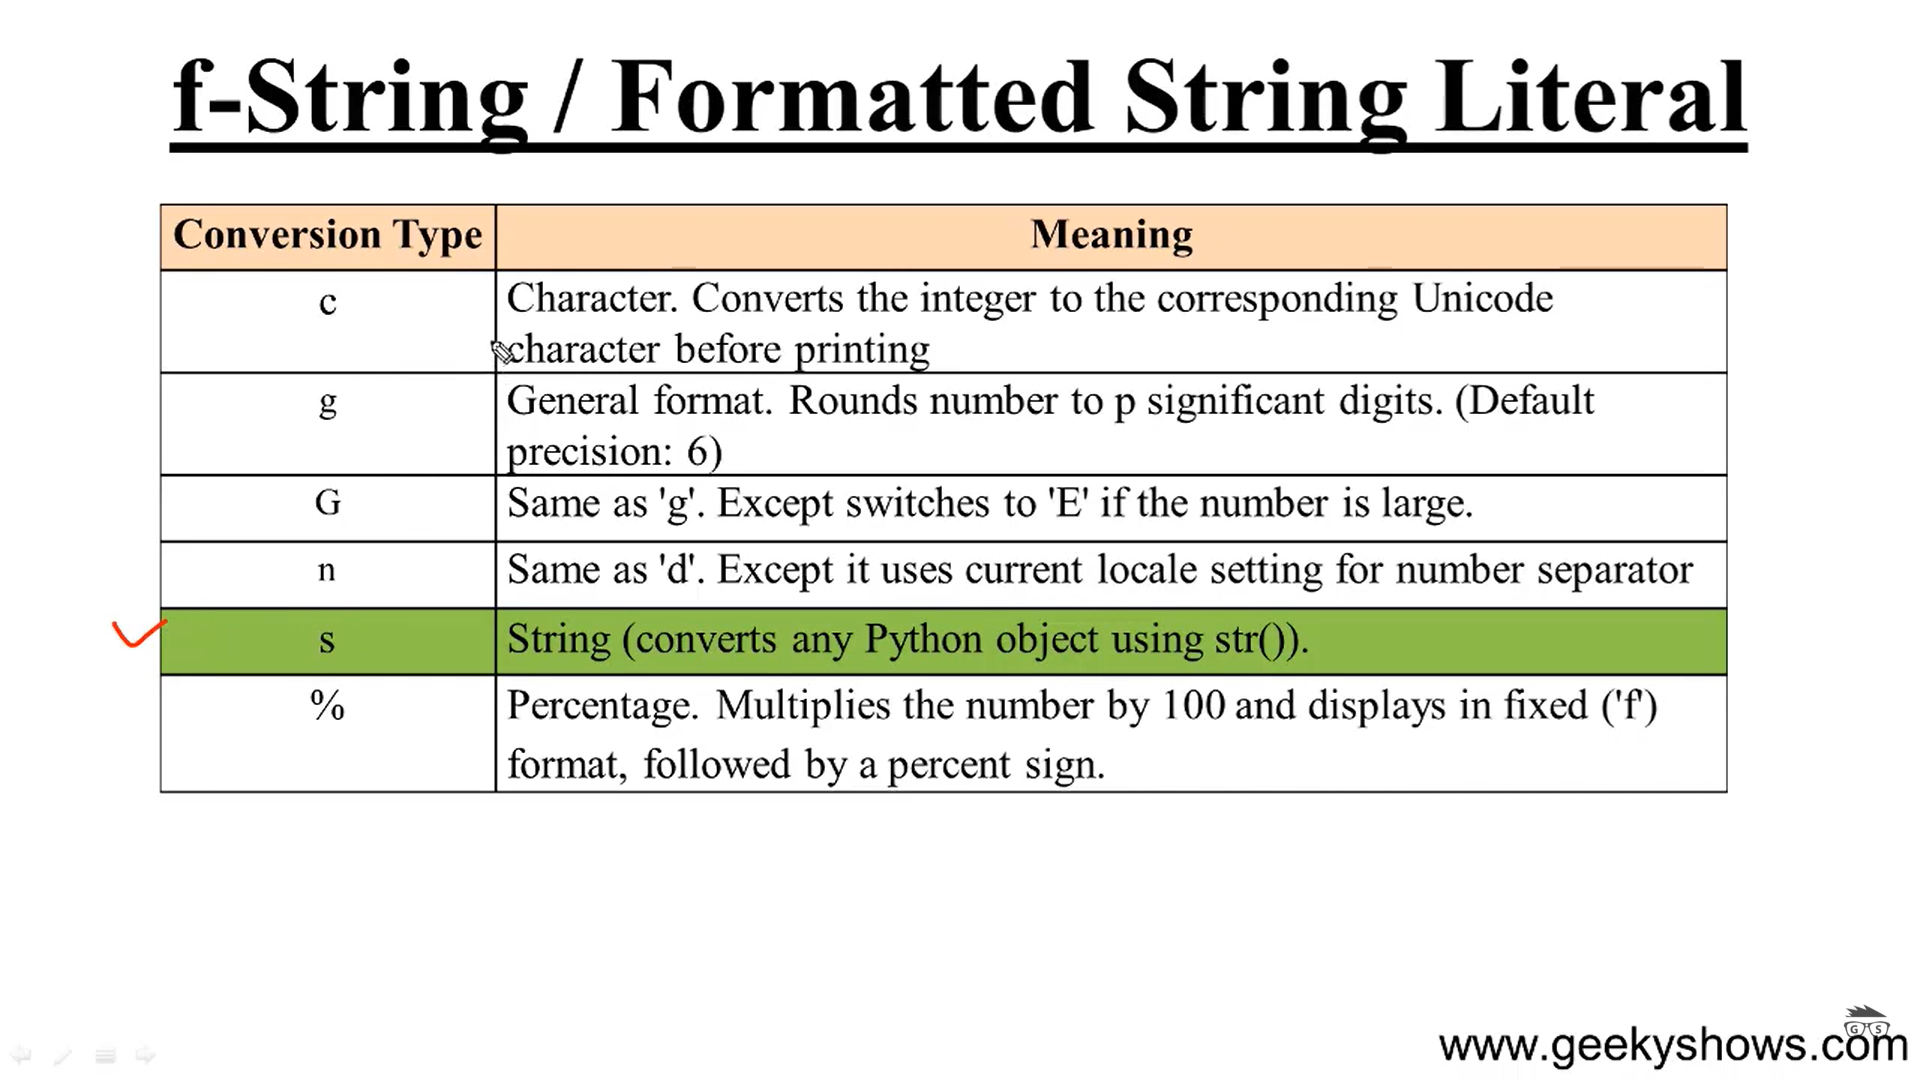 f-String / Formatted String Literal
Conversion Type Meaning
c Character. Converts the integer to the corresponding Unicode
character before printing
g General format. Rounds number to p significant digits. (Default
precision: 6)
G Same as 'g'. Except switches to 'E' if the number is large.
n Same as 'd'. Except it uses current locale setting for number separator
s String (converts any Python object using str()).
% Percentage. Multiplies the number by 100 and displays in fixed ('f')
format, followed by a percent sign.
G S
www.geekyshows.com